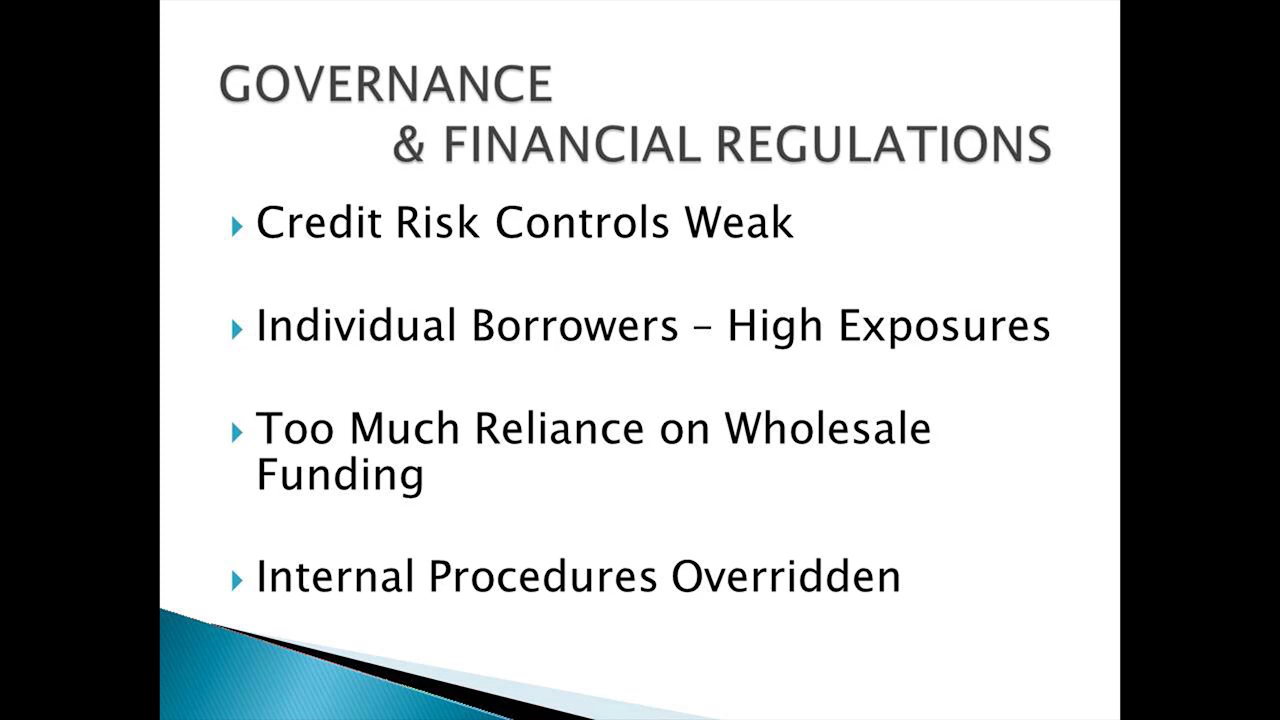 GOVERNANCE
& FINANCIAL REGULATIONS
Credit Risk Controls Weak
Individual Borrowers – High Exposures
Too Much Reliance on Wholesale
Funding
Internal Procedures Overridden